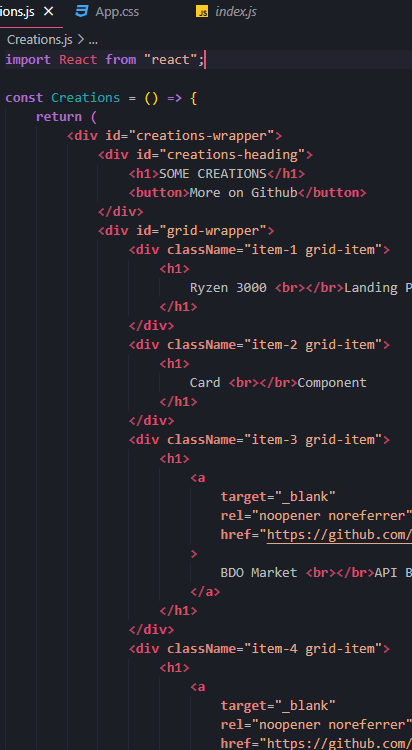 ons.js × App.css JS index.js
Creations.js > ...
import React from "react";
const Creations = () => {
return (
<div id="creations-wrapper">
<div id="creations-heading">
<h1>SOME CREATIONS</h1>
<button>More on Github</button>
</div>
<div id="grid-wrapper">
<div className="item-1 grid-item">
<h1>
Ryzen 3000 <br></br>Landing P
</h1>
</div>
<div className="item-2 grid-item">
<h1>
Card <br></br>Component
</h1>
</div>
<div className="item-3 grid-item">
<h1>
<a
target="_blank"
rel="noopener noreferrer"
href="https://github.com/
>
BDO Market <br></br>API B
</a>
</h1>
</div>
<div className="item-4 grid-item">
<h1>
<a
target="_blank"
rel="noopener noreferrer"
href="https://github.com/